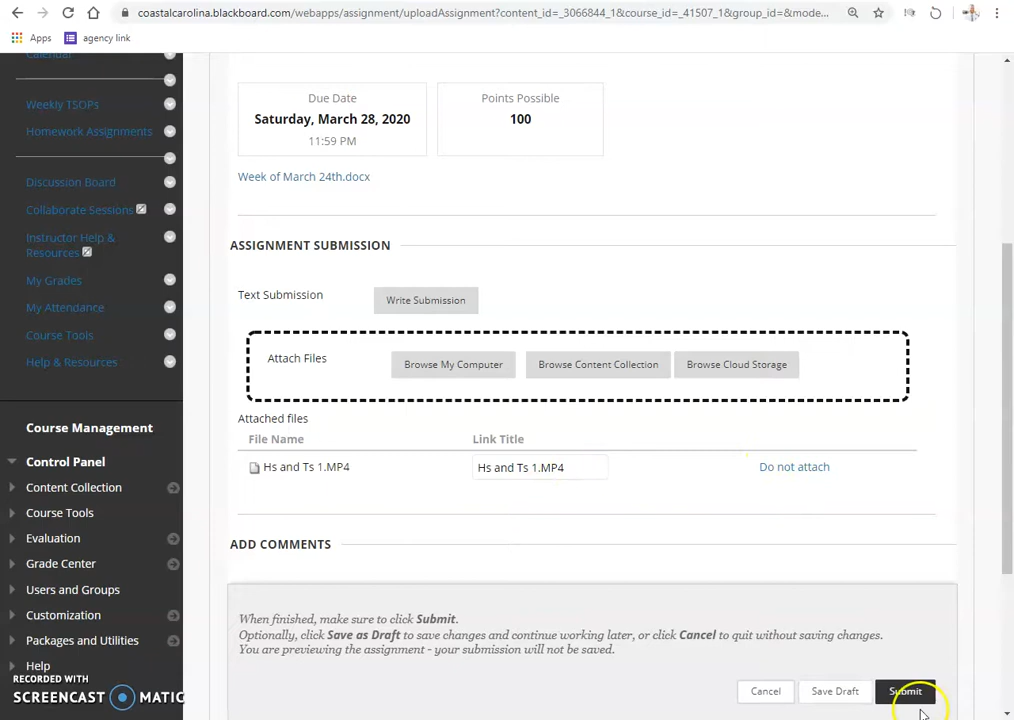 coastalcarolina.blackboard.com/webapps/assignment/uploadAssignment?content_id=_3066844_1&course_id=_41507_1&group_id=&mode...
Apps
agency link
Calendar
Weekly TSOPs
Homework Assignments
Discussion Board
Collaborate Sessions
Instructor Help &
Resources
My Grades
My Attendance
Course Tools
Help & Resources
Course Management
Control Panel
Content Collection
Course Tools
Evaluation
Grade Center
Users and Groups
Customization
Packages and Utilities
Help
RECORDED WITH
SCREENCAST MATIC
Due Date
Saturday, March 28, 2020
11:59 PM
Points Possible
100
Week of March 24th.docx
ASSIGNMENT SUBMISSION
Text Submission
Write Submission
Attach Files
Browse My Computer
Browse Content Collection
Browse Cloud Storage
Attached files
File Name
Link Title
Hs and Ts 1.MP4
Hs and Ts 1.MP4
Do not attach
ADD COMMENTS
When finished, make sure to click Submit.
Optionally, click Save as Draft to save changes and continue working later, or click Cancel to quit without saving changes.
You are previewing the assignment - your submission will not be saved.
Cancel
Save Draft
Submit